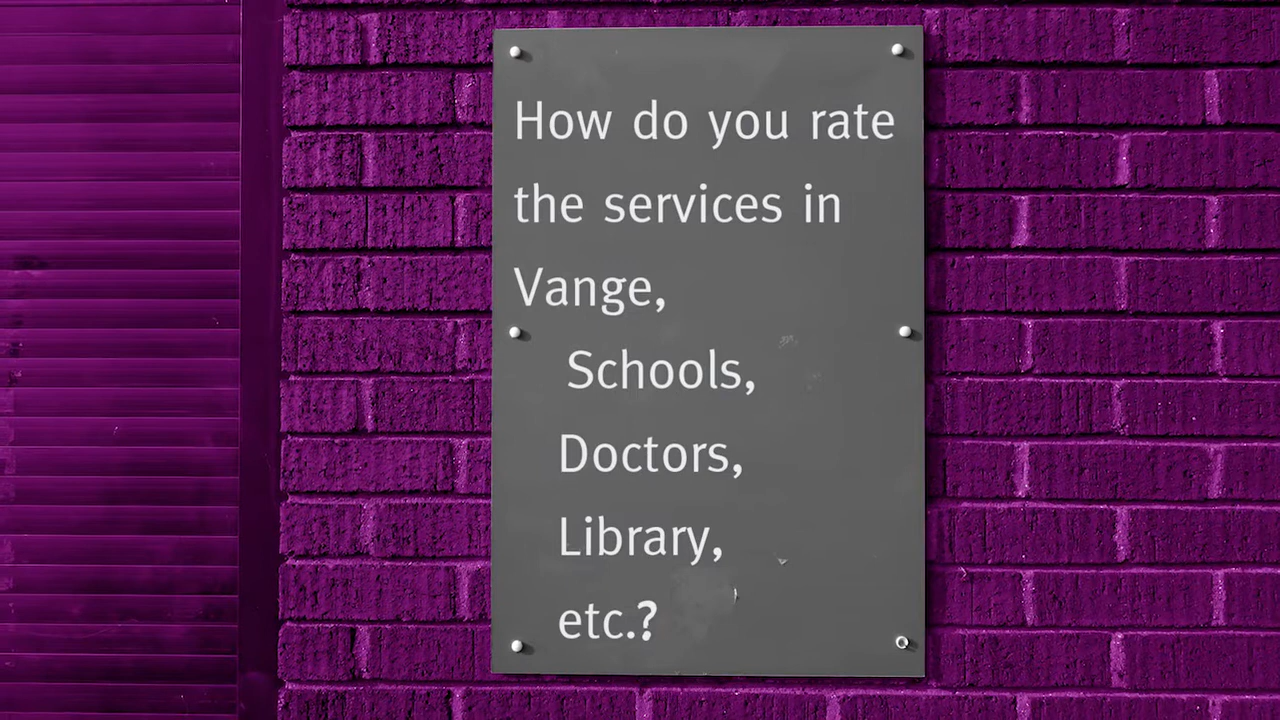 How do you rate
the services in
Vange,
Schools,
Doctors,
Library,
etc.?